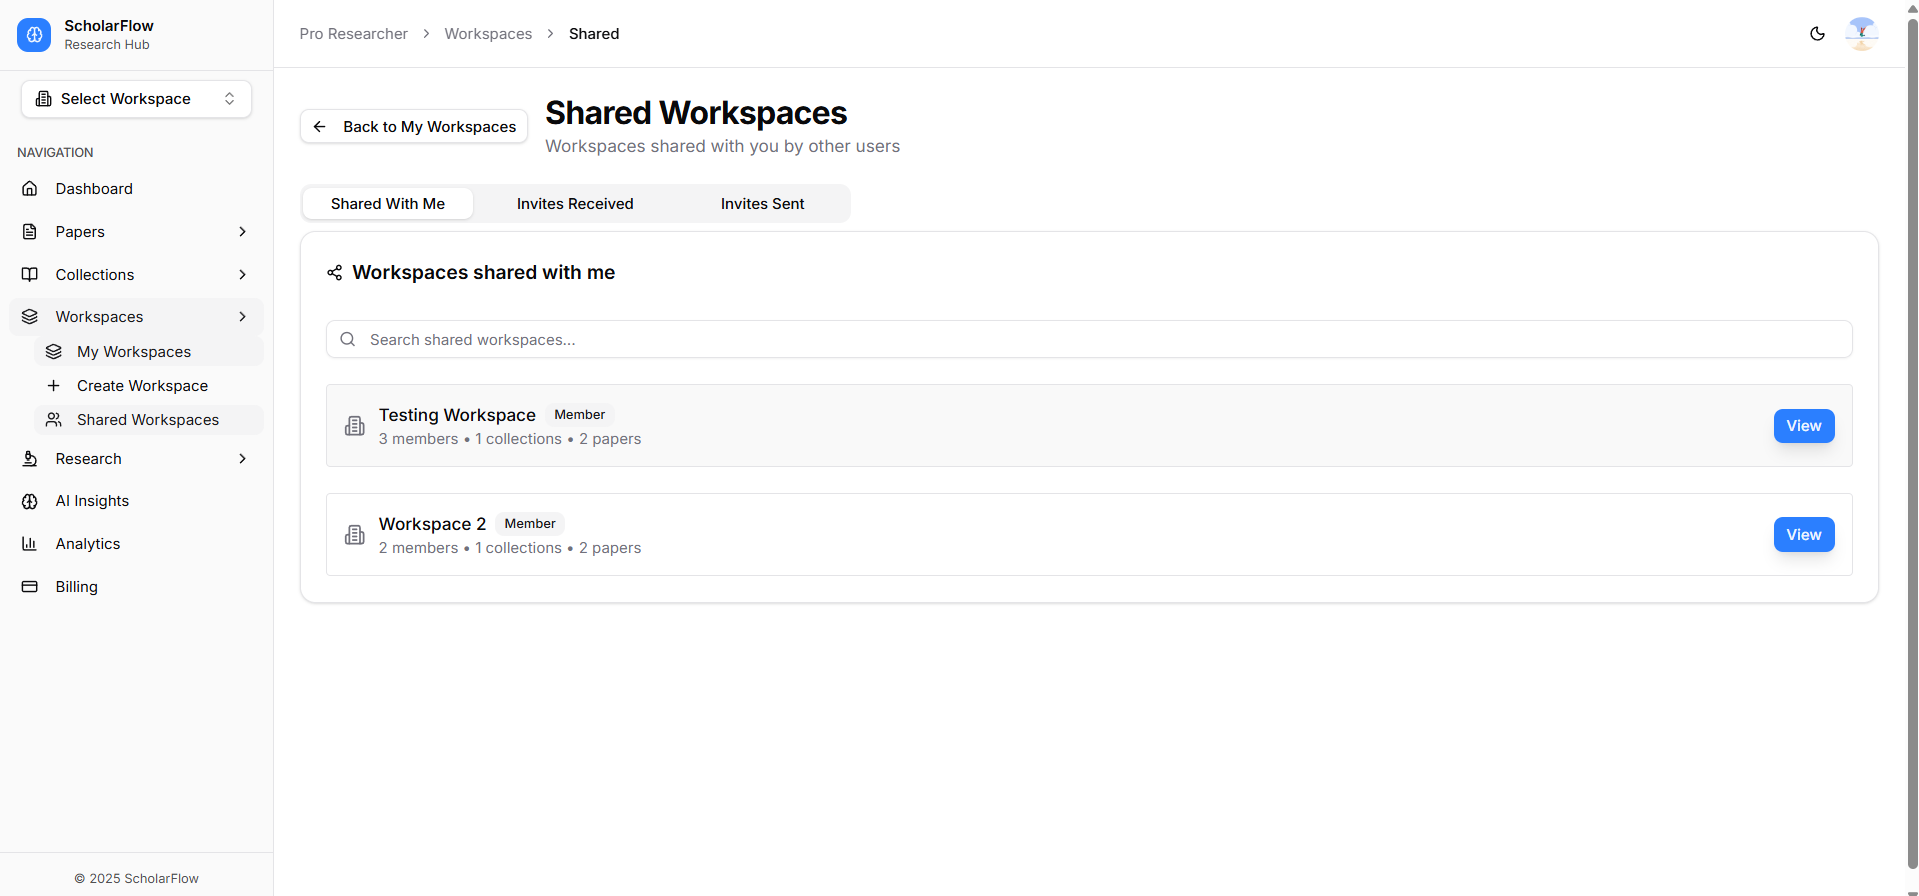 ScholarFlow
Research Hub
Select Workspace
NAVIGATION
Dashboard
Papers
Collections
Workspaces
My Workspaces
Create Workspace
Shared Workspaces
Research
AI Insights
Analytics
Billing
© 2025 ScholarFlow
Pro Researcher > Workspaces > Shared
Back to My Workspaces
Shared Workspaces
Workspaces shared with you by other users
Shared With Me
Invites Received
Invites Sent
Workspaces shared with me
Search shared workspaces...
Testing Workspace Member
3 members • 1 collections • 2 papers
View
Workspace 2 Member
2 members • 1 collections • 2 papers
View